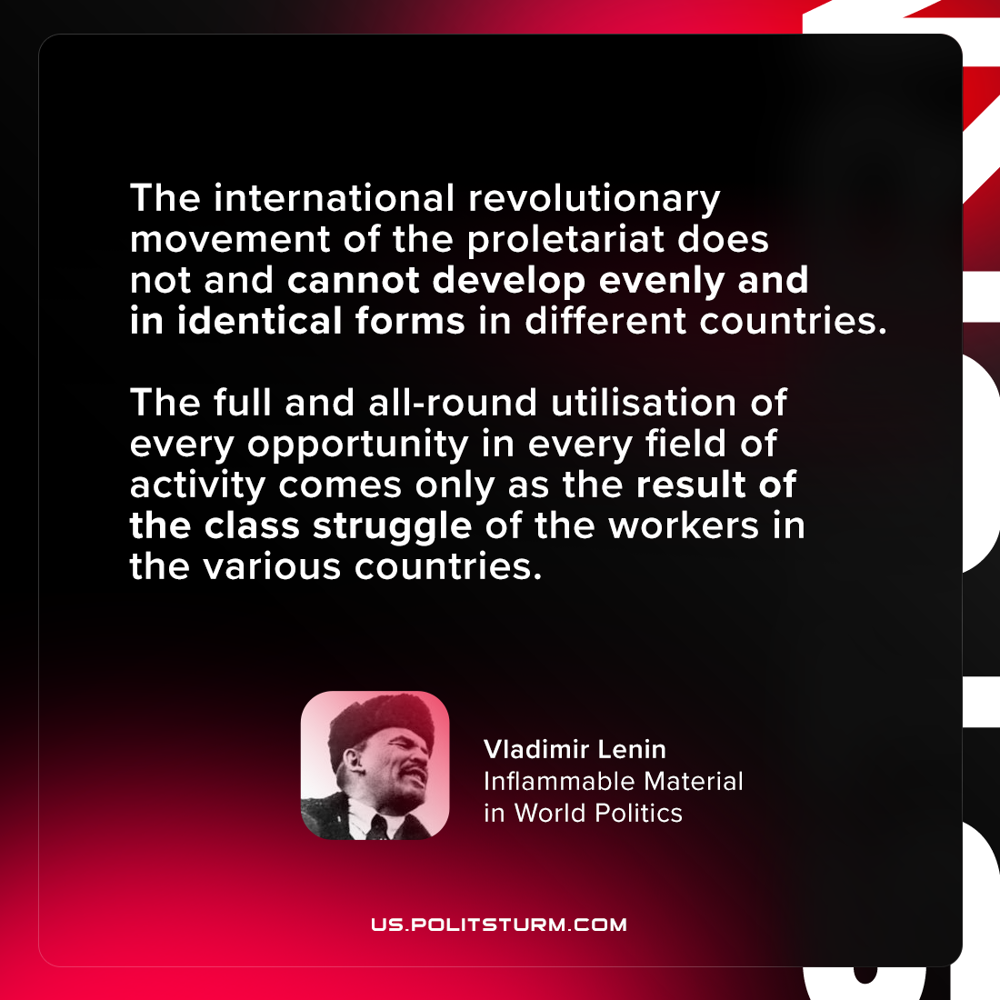 The international revolutionary
movement of the proletariat does
not and cannot develop evenly and
in identical forms in different countries.
The full and all-round utilisation of
every opportunity in every field of
activity comes only as the result of
the class struggle of the workers in
the various countries.
Vladimir Lenin
Inflammable Material
in World Politics
US.POLITSTURM.COM